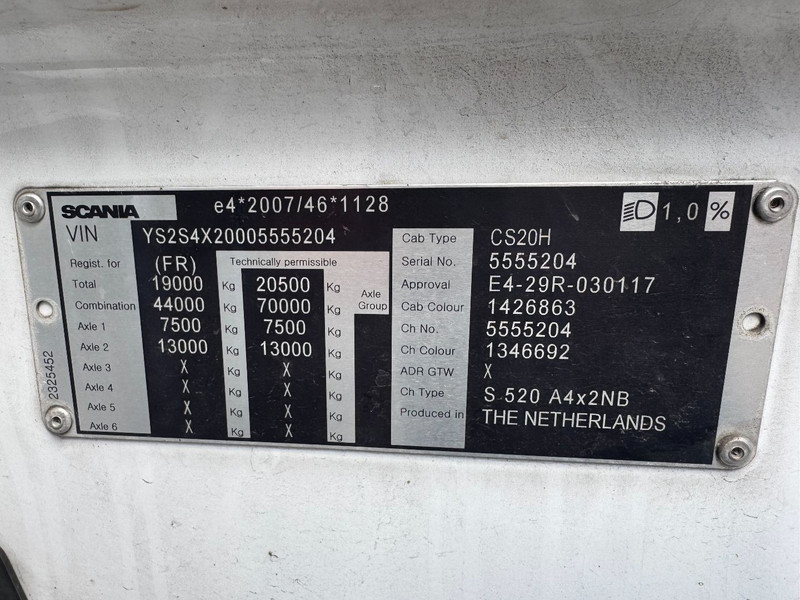 SCANIA e4*2007/46*1128 1,0 %
VIN YS2S4X20005555204
Regist. for (FR) Technically permissible
Total 19000 Kg 20500 Kg
Axle Group
Combination 44000 Kg 70000 Kg
Axle 1 7500 Kg 7500 Kg
Axle 2 13000 Kg 13000 Kg
Axle 3 X Kg X Kg
Axle 4 X Kg X Kg
Axle 5 X Kg X Kg
Axle 6 X Kg X Kg
Cab Type CS20H
Serial No. 5555204
Approval E4-29R-030117
Cab Colour 1426863
Ch No. 5555204
Ch Colour 1346692
ADR GTW X
Ch Type S 520 A4x2NB
Produced in THE NETHERLANDS
2325452